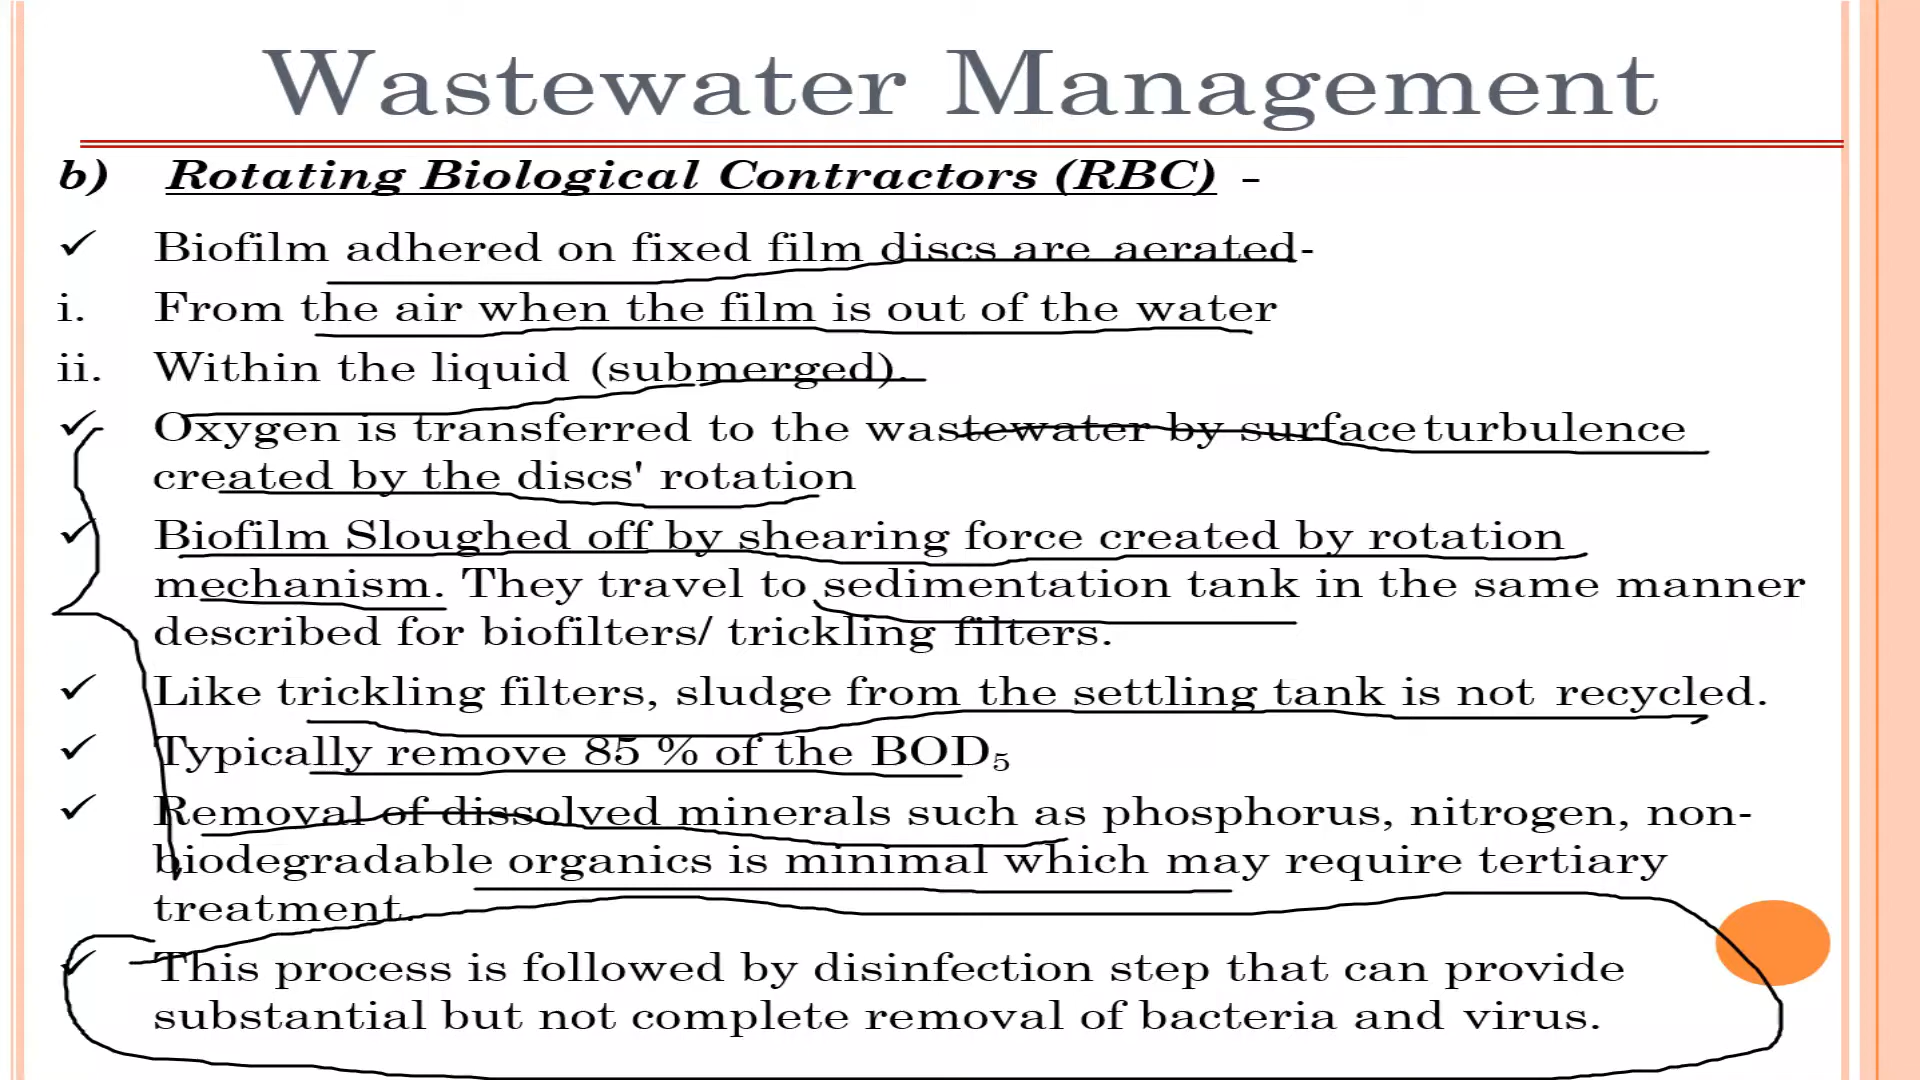 Wastewater Management
b) Rotating Biological Contractors (RBC) -
✓ Biofilm adhered on fixed film discs are aerated-
i. From the air when the film is out of the water
ii. Within the liquid (submerged).
✓ Oxygen is transferred to the wastewater by surface turbulence
created by the discs' rotation
✓ Biofilm Sloughed off by shearing force created by rotation
mechanism. They travel to sedimentation tank in the same manner
described for biofilters/ trickling filters.
✓ Like trickling filters, sludge from the settling tank is not recycled.
✓ Typically remove 85 % of the BOD₅
✓ Removal of dissolved minerals such as phosphorus, nitrogen, non-
biodegradable organics is minimal which may require tertiary
treatment.
✓ This process is followed by disinfection step that can provide
substantial but not complete removal of bacteria and virus.